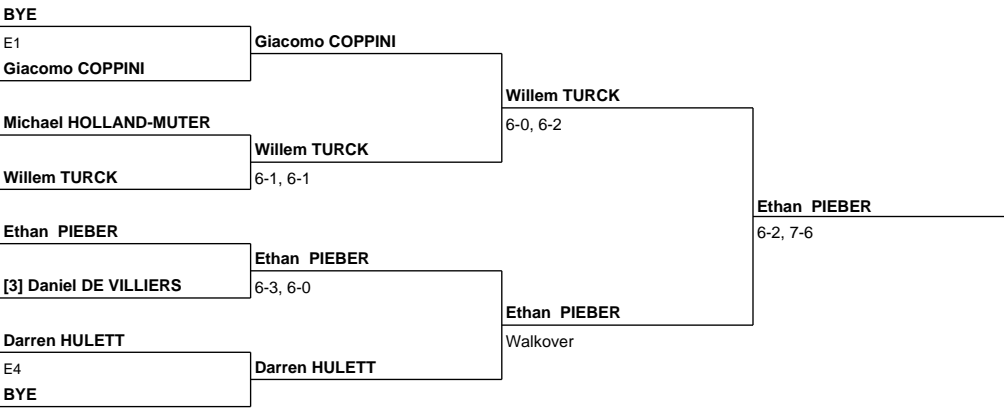 BYE
E1
Giacomo COPPINI
Giacomo COPPINI
Willem TURCK
6-0, 6-2
Michael HOLLAND-MUTER
Willem TURCK
6-1, 6-1
Willem TURCK
Ethan PIEBER
6-2, 7-6
Ethan PIEBER
Ethan PIEBER
6-3, 6-0
[3] Daniel DE VILLIERS
Ethan PIEBER
Walkover
Darren HULETT
E4
Darren HULETT
BYE